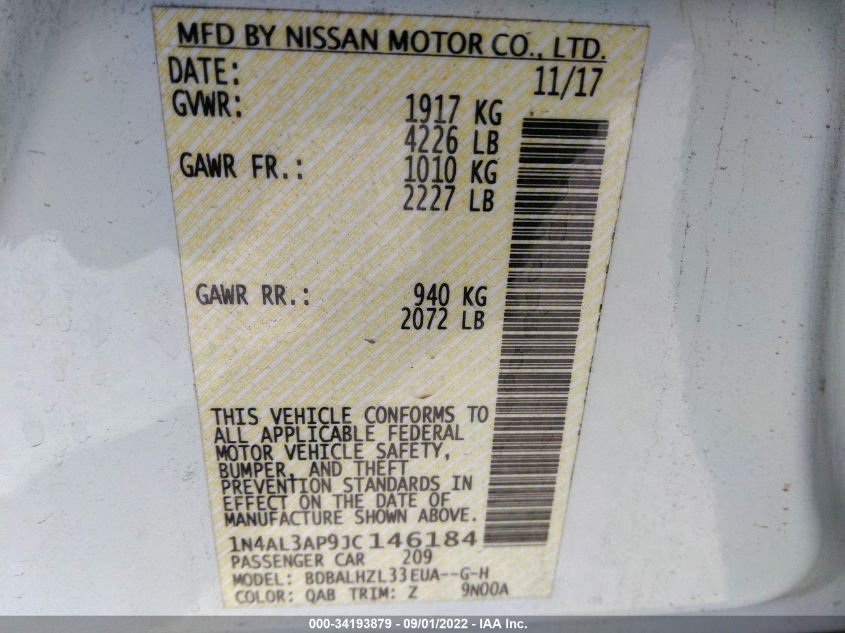 MFD BY NISSAN MOTOR CO., LTD.
DATE: 11/17
GVWR: 1917 KG
4226 LB
GAWR FR.: 1010 KG
2227 LB
GAWR RR.: 940 KG
2072 LB
THIS VEHICLE CONFORMS TO
ALL APPLICABLE FEDERAL
MOTOR VEHICLE SAFETY,
BUMPER, AND THEFT
PREVENTION STANDARDS IN
EFFECT ON THE DATE OF
MANUFACTURE SHOWN ABOVE.
1N4AL3AP9JC146184
PASSENGER CAR 209
MODEL: BDBALHZL33EUA--G-H
COLOR: QAB TRIM: Z 9N00A
000-34193879 - 09/01/2022 - IAA Inc.